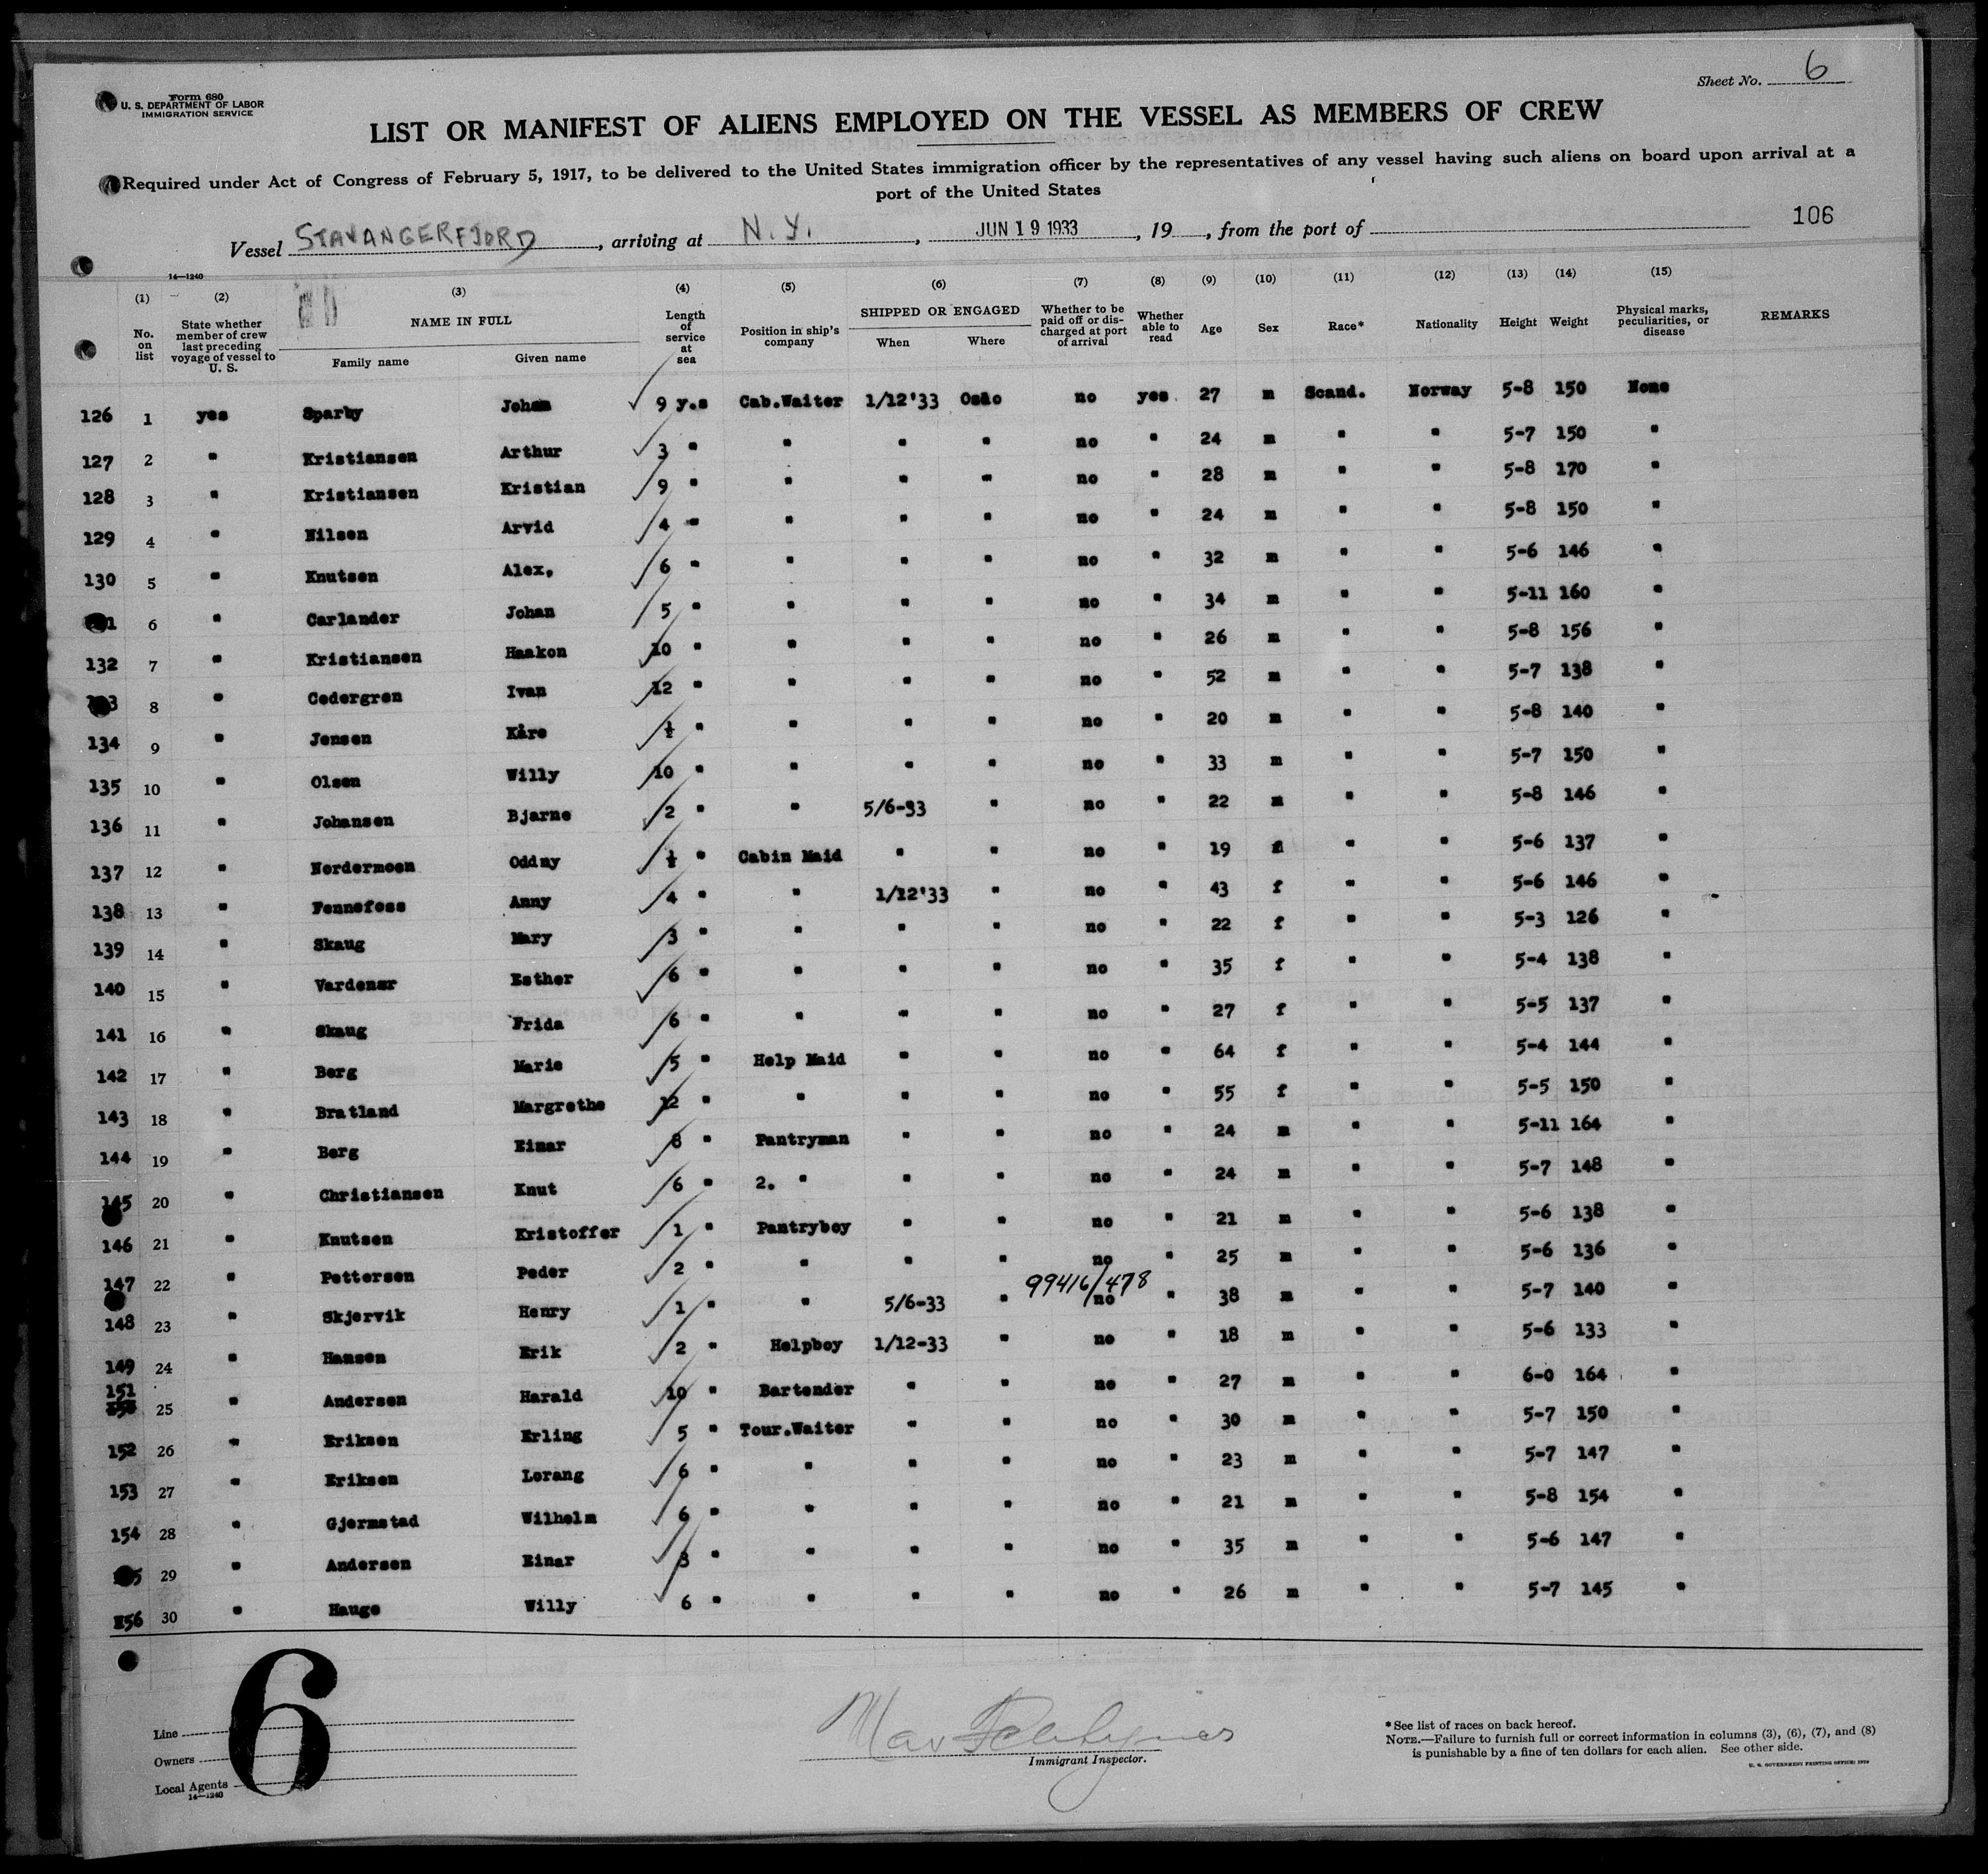 Form 680
U. S. DEPARTMENT OF LABOR
IMMIGRATION SERVICE
Sheet No. 6
LIST OR MANIFEST OF ALIENS EMPLOYED ON THE VESSEL AS MEMBERS OF CREW
Required under Act of Congress of February 5, 1917, to be delivered to the United States immigration officer by the representatives of any vessel having such aliens on board upon arrival at a
port of the United States
106
Vessel STAVANGERFJORD, arriving at N.Y., JUN 19 1933, 19, from the port of
14—1240
(1) (2) (3) (4) (5) (6) (7) (8) (9) (10) (11) (12) (13) (14) (15)
No. on list State whether member of crew last preceding voyage of vessel to U. S. NAME IN FULL Family name Given name Length of service at sea Position in ship's company SHIPPED OR ENGAGED When Where Whether to be paid off or discharged at port of arrival Whether able to read Age Sex Race* Nationality Height Weight Physical marks, peculiarities, or disease REMARKS
126 1 yes Sparby Johan 9 y.s Cab.Waiter 1/12'33 Oslo no yes 27 m Scand. Norway 5-8 150 None
127 2 " Kristiansen Arthur 3 " " " " no " 24 m " " 5-7 150 "
128 3 " Kristiansen Kristian 9 " " " " no " 28 m " " 5-8 170 "
129 4 " Nilsen Arvid 4 " " " " no " 24 m " " 5-8 150 "
130 5 " Knutsen Alex, 6 " " " " no " 32 m " " 5-6 146 "
6 " Carlander Johan 5 " " " " no " 34 m " " 5-11 160 "
132 7 " Kristiansen Haakon 10 " " " " no " 26 m " " 5-8 156 "
8 " Cedergren Ivan 12 " " " " no " 52 m " " 5-7 138 "
134 9 " Jensen Kåre ½ " " " " no " 20 m " " 5-8 140 "
135 10 " Olsen Willy 10 " " " " no " 33 m " " 5-7 150 "
136 11 " Johansen Bjarne 2 " " 5/6-33 " no " 22 m " " 5-8 146 "
137 12 " Nordermoen Oddny ½ " Cabin Maid " " no " 19 f " " 5-6 137 "
138 13 " Fennefoss Anny 4 " " 1/12'33 " no " 43 f " " 5-6 146 "
139 14 " Skaug Mary 3 " " " " no " 22 f " " 5-3 126 "
140 15 " Vardenær Esther 6 " " " " no " 35 f " " 5-4 138 "
141 16 " Skaug Frida 6 " " " " no " 27 f " " 5-5 137 "
142 17 " Berg Marie 5 " Help Maid " " no " 64 f " " 5-4 144 "
143 18 " Bratland Margrethe 12 " " " " no " 55 f " " 5-5 150 "
144 19 " Berg Einar 8 " Pantryman " " no " 24 m " " 5-11 164 "
145 20 " Christiansen Knut 6 " 2. " " " no " 24 m " " 5-7 148 "
146 21 " Knutsen Kristoffer 1 " Pantryboy " " no " 21 m " " 5-6 138 "
147 22 " Pettersen Peder 2 " " " " no " 25 m " " 5-6 136 "
99416/478
148 23 " Skjervik Henry 1 " " 5/6-33 " no " 38 m " " 5-7 140 "
149 24 " Hansen Erik 2 " Helpboy 1/12-33 " no " 18 m " " 5-6 133 "
151 25 " Andersen Harald 10 " Bartender " " no " 27 m " " 6-0 164 "
152 26 " Eriksen Erling 5 " Tour.Waiter " " no " 30 m " " 5-7 150 "
153 27 " Eriksen Lorang 6 " " " " no " 23 m " " 5-7 147 "
154 28 " Gjermstad Wilhelm 6 " " " " no " 21 m " " 5-8 154 "
29 " Andersen Einar 3 " " " " no " 35 m " " 5-6 147 "
156 30 " Hauge Willy 6 " " " " no " 26 m " " 5-7 145 "
6
Line
Owners
Local Agents
14—1240
Max
Immigrant Inspector.
* See list of races on back hereof.
NOTE.—Failure to furnish full or correct information in columns (3), (6), (7), and (8)
is punishable by a fine of ten dollars for each alien. See other side.
U. S. GOVERNMENT PRINTING OFFICE: 1929